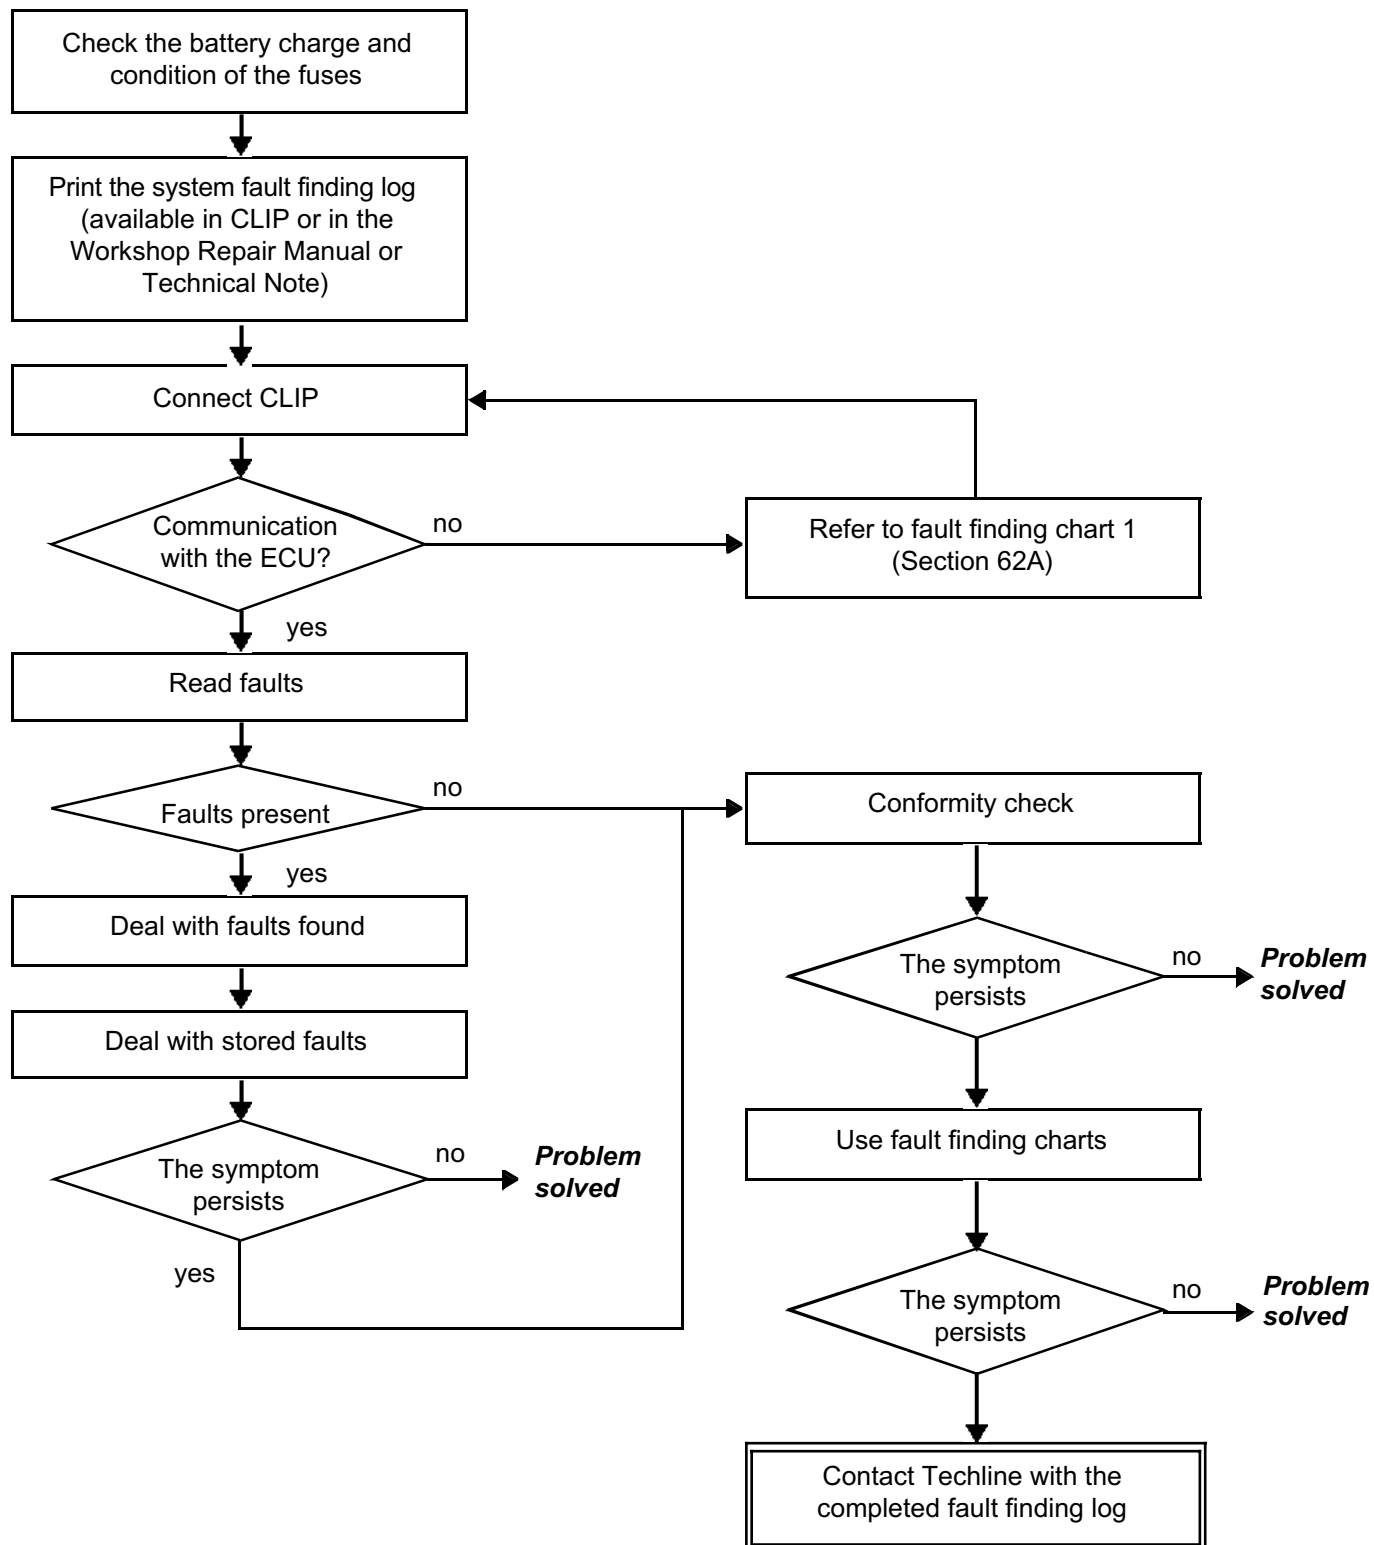 Check the battery charge and
condition of the fuses
Print the system fault finding log
(available in CLIP or in the
Workshop Repair Manual or
Technical Note)
Connect CLIP
Communication
with the ECU?
no
Refer to fault finding chart 1
(Section 62A)
yes
Read faults
Faults present
no
Conformity check
yes
Deal with faults found
The symptom
persists
no
Problem
solved
Deal with stored faults
Use fault finding charts
The symptom
persists
no
Problem
solved
yes
The symptom
persists
no
Problem
solved
Contact Techline with the
completed fault finding log